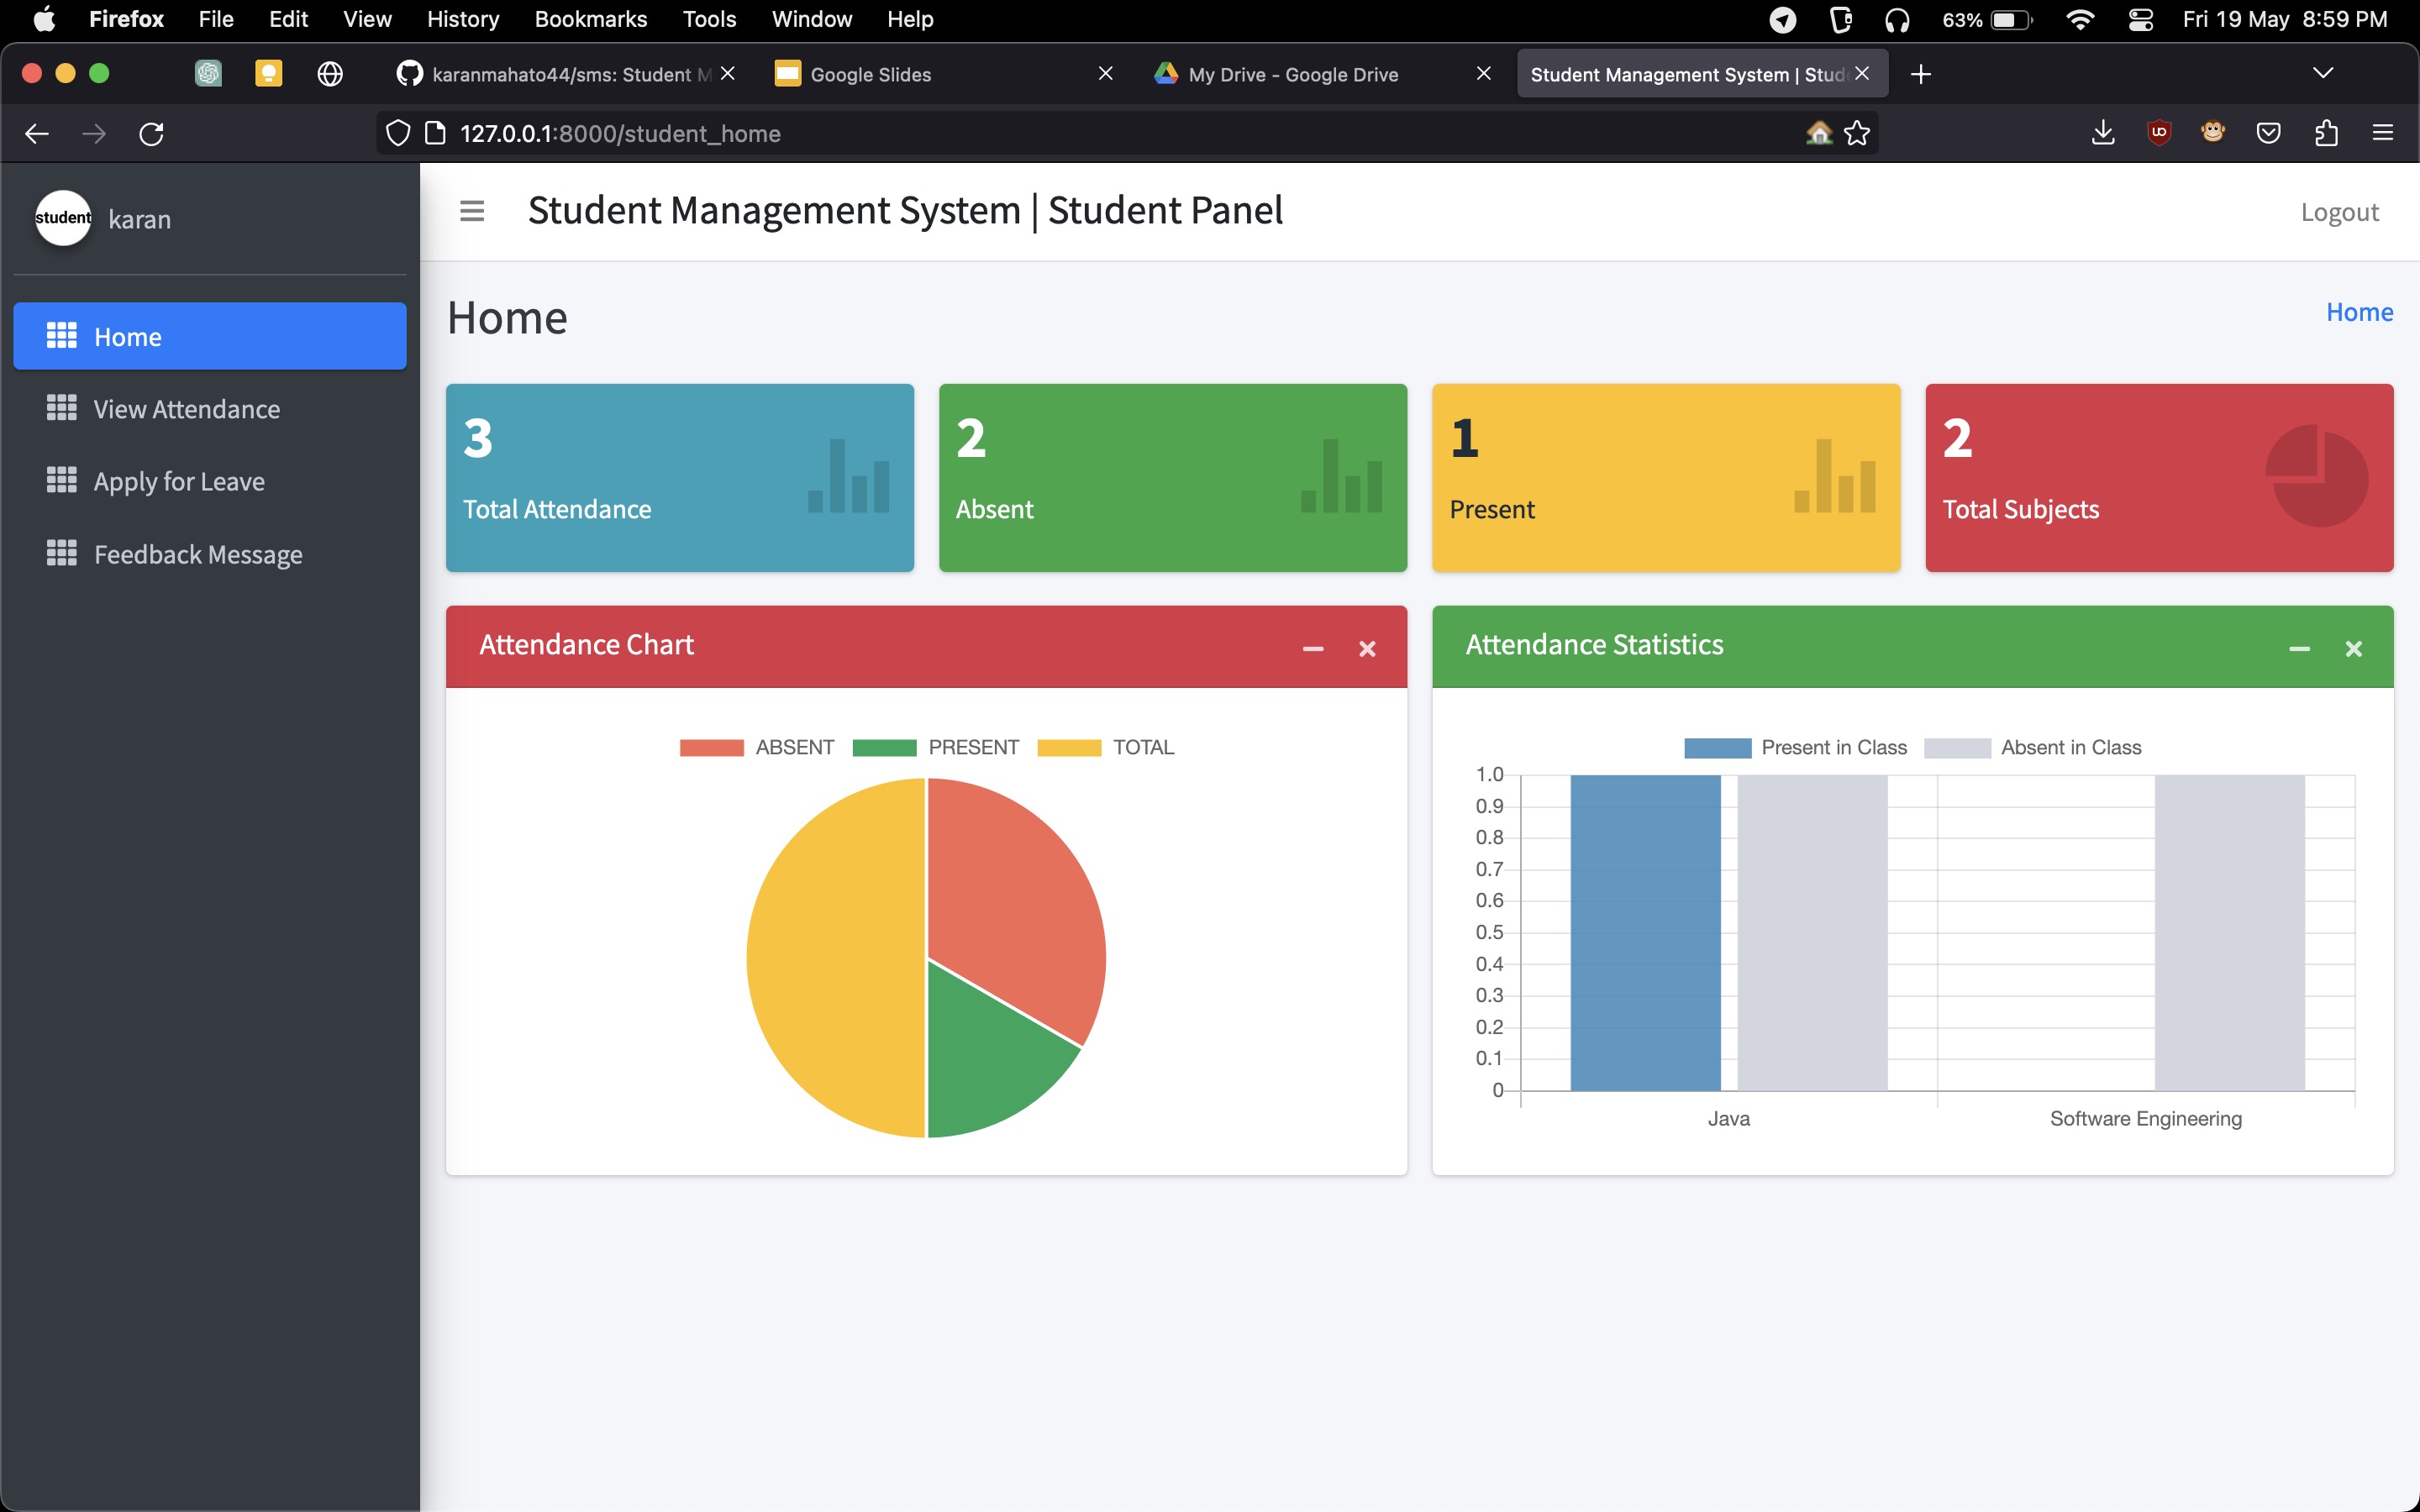 Firefox File Edit View History Bookmarks Tools Window Help 63% Fri 19 May 8:59 PM
karanmahato44/sms: Student M Google Slides My Drive - Google Drive Student Management System | Stud
127.0.0.1:8000/student_home
student karan
Student Management System | Student Panel
Logout
Home
View Attendance
Apply for Leave
Feedback Message
Home
Home
3
Total Attendance
2
Absent
1
Present
2
Total Subjects
Attendance Chart
ABSENT PRESENT TOTAL
Attendance Statistics
Present in Class Absent in Class
1.0
0.9
0.8
0.7
0.6
0.5
0.4
0.3
0.2
0.1
0
Java Software Engineering